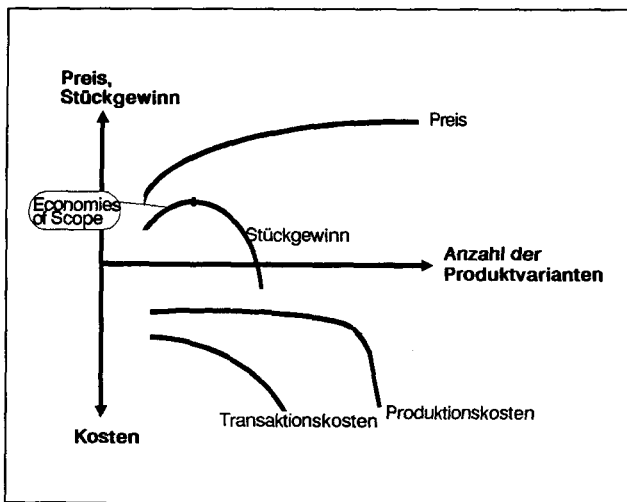 Preis,
Stückgewinn
Preis
Economies
of Scope
Stückgewinn
Anzahl der
Produktvarianten
Transaktionskosten
Produktionskosten
Kosten